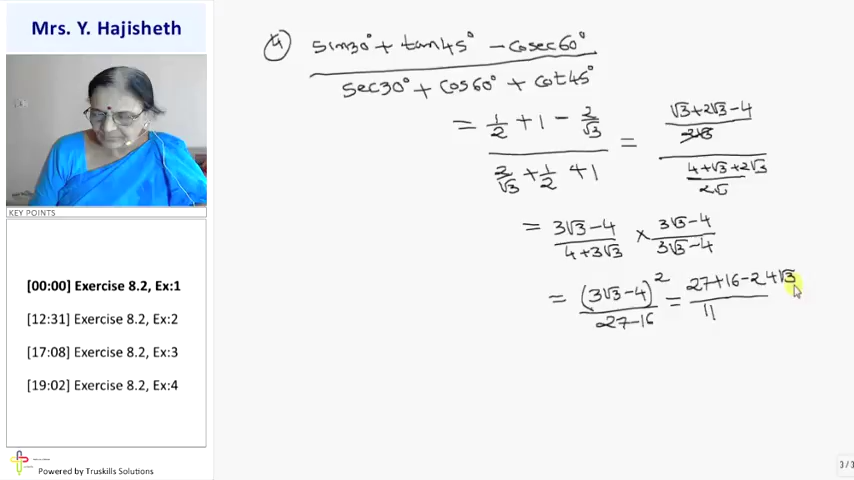 Mrs. Y. Hajisheth
KEY POINTS
[00:00] Exercise 8.2, Ex:1
[12:31] Exercise 8.2, Ex:2
[17:08] Exercise 8.2, Ex:3
[19:02] Exercise 8.2, Ex:4
Powered by Truskills Solutions
④ sin30° + tan45° - cosec60°
sec30° + cos60° + cot45°
= 1/2 + 1 - 2/√3 = √3+2√3-4 / 2√3
2/√3 + 1/2 + 1
4+√3+2√3 / 2√
= 3√3-4 / 4+3√3 × 3√3-4 / 3√3-4
= (3√3-4)² / 27-16 = 27+16-24√3 / 11
3/3